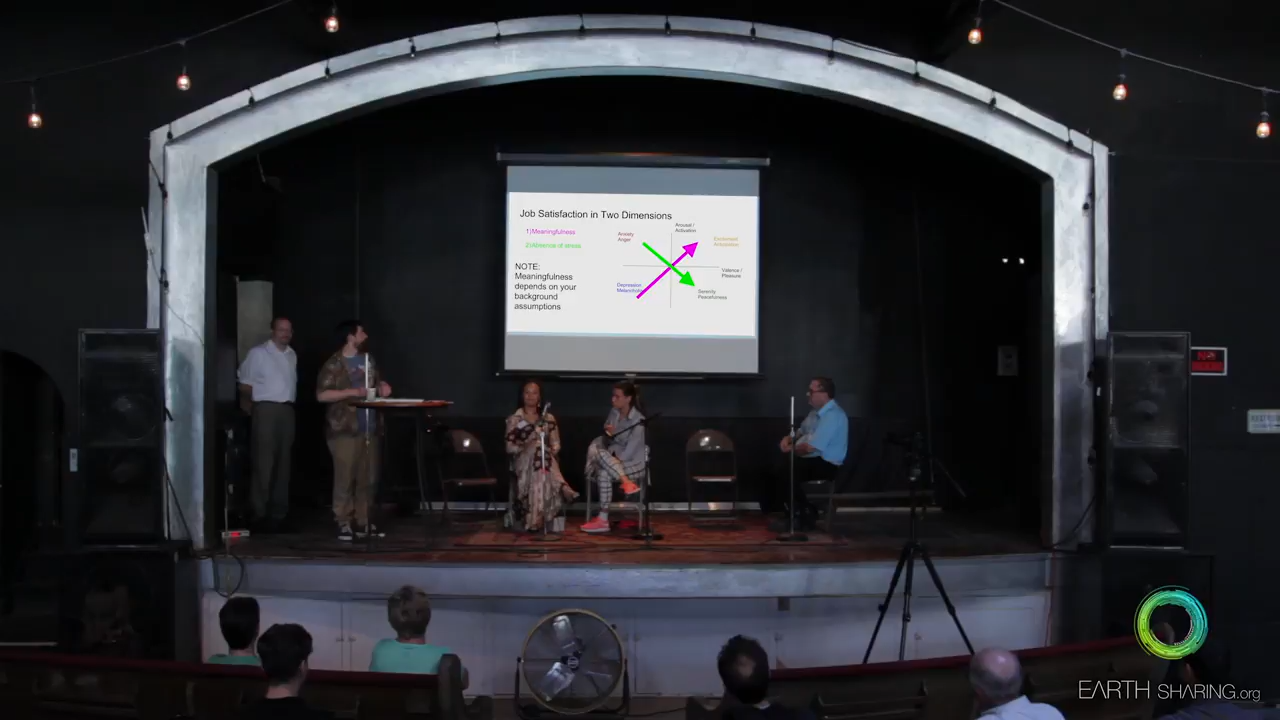 Job Satisfaction in Two Dimensions
1)Meaningfulness
2)Absence of stress
NOTE:
Meaningfulness
depends on your
background
assumptions
Anxiety
Anger
Arousal /
Activation
Excitement
Valence /
Pleasure
Depression
Serenity
Peacefulness
NO
EARTH SHARING.org